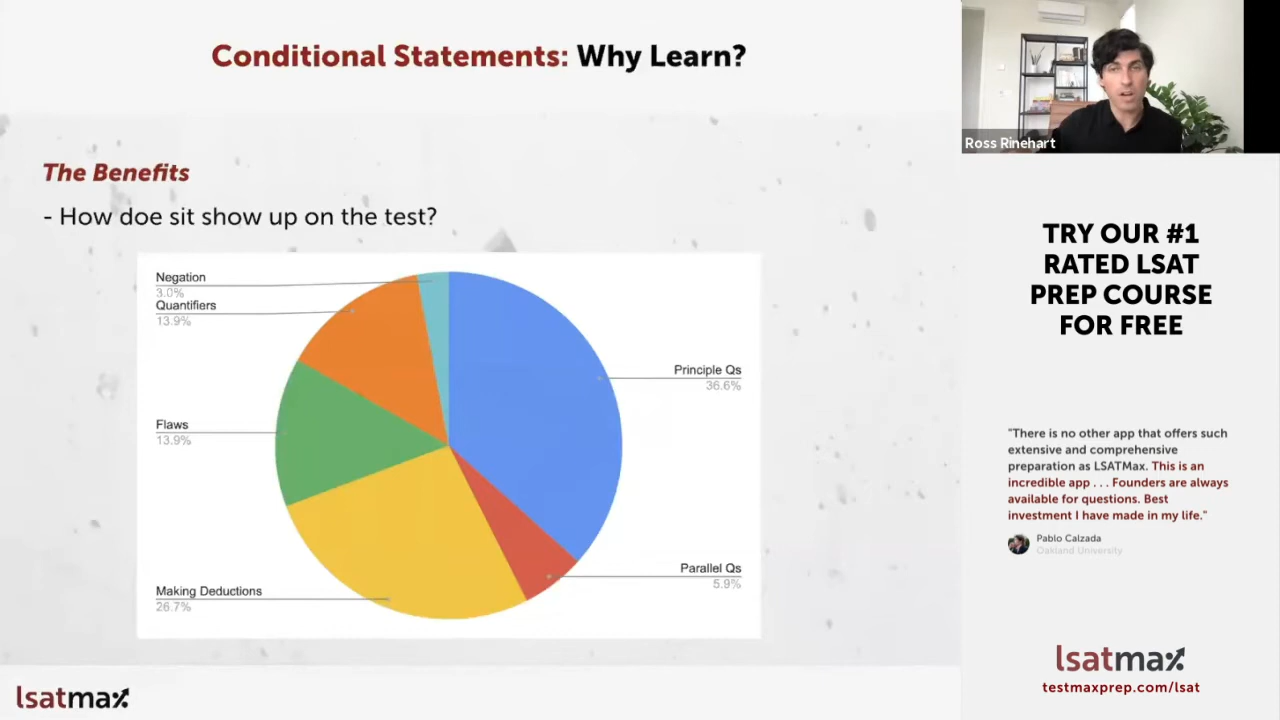 Conditional Statements: Why Learn?
The Benefits
- How doe sit show up on the test?
Negation
3.0%
Quantifiers
13.9%
Flaws
13.9%
Making Deductions
26.7%
Principle Qs
36.6%
Parallel Qs
5.9%
lsatmax
Ross Rinehart
TRY OUR #1
RATED LSAT
PREP COURSE
FOR FREE
"There is no other app that offers such
extensive and comprehensive
preparation as LSATMax. This is an
incredible app . . . Founders are always
available for questions. Best
investment I have made in my life."
Pablo Calzada
Oakland University
lsatmax
testmaxprep.com/lsat